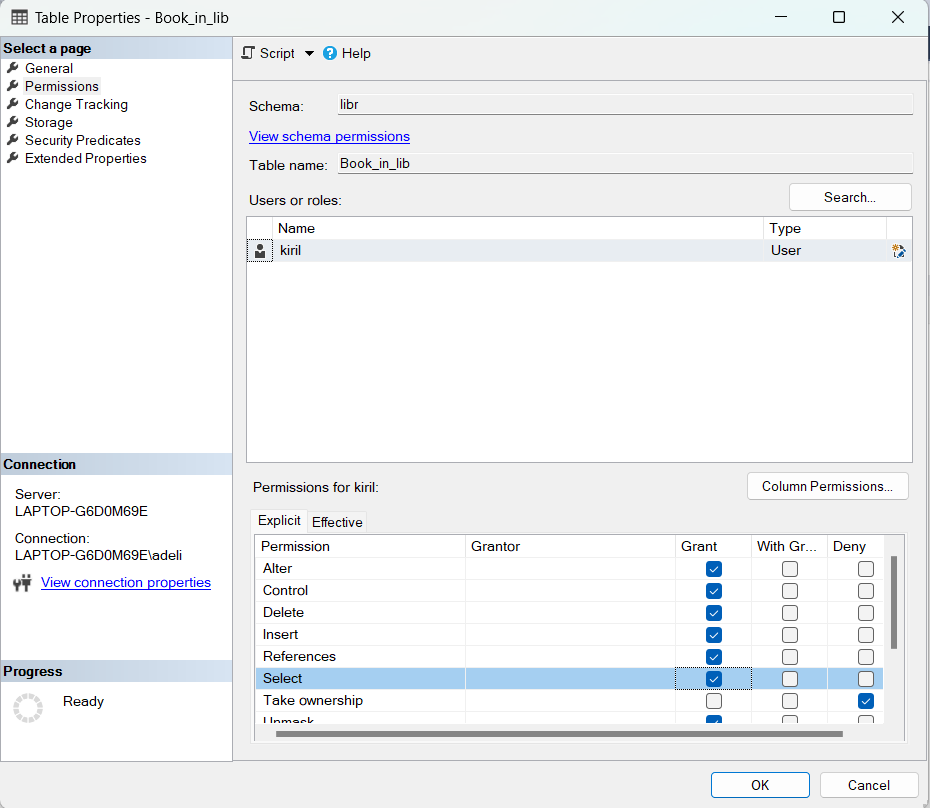 Table Properties - Book_in_lib
Select a page
General
Permissions
Change Tracking
Storage
Security Predicates
Extended Properties
Connection
Server:
LAPTOP-G6D0M69E
Connection:
LAPTOP-G6D0M69E\adeli
View connection properties
Progress
Ready
Script Help
Schema: libr
View schema permissions
Table name: Book_in_lib
Users or roles: Search...
Name Type
kiril User
Permissions for kiril: Column Permissions...
Explicit Effective
Permission Grantor Grant With Gr... Deny
Alter
Control
Delete
Insert
References
Select
Take ownership
Unmask
OK Cancel